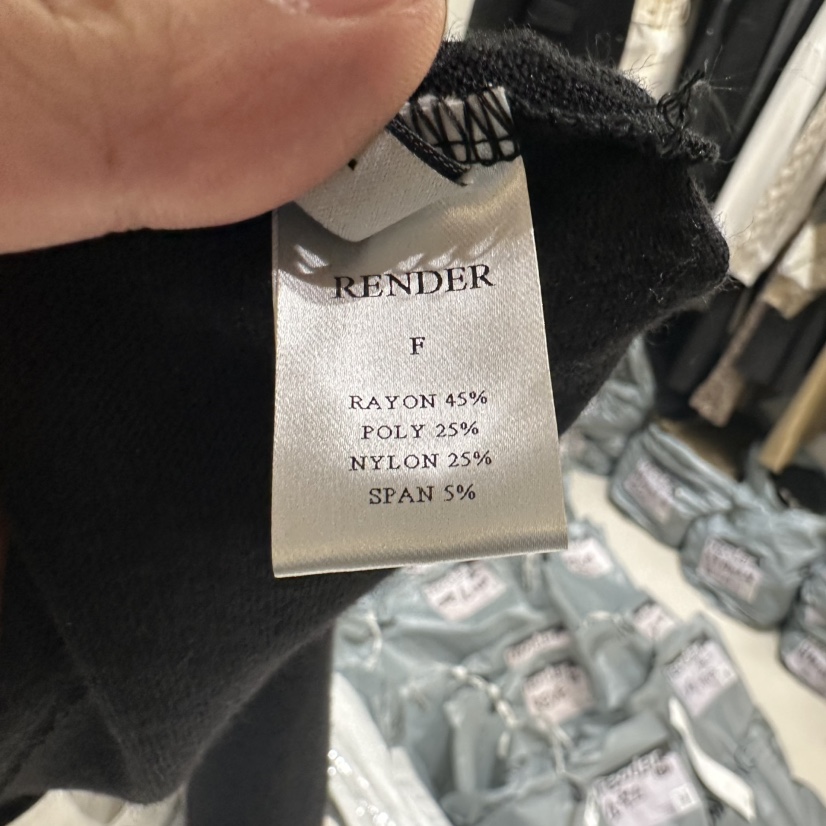 RENDER
F
RAYON 45%
POLY 25%
NYLON 25%
SPAN 5%